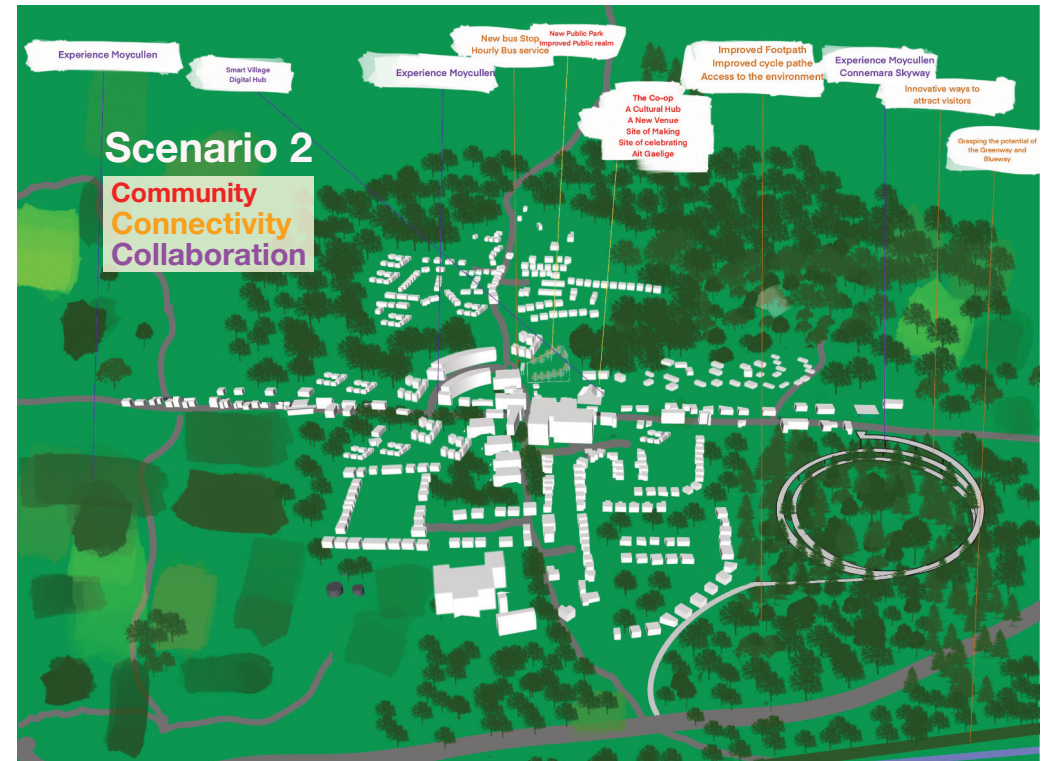 Experience Moycullen
Smart Village
Digital Hub
Experience Moycullen
New bus Stop
Hourly Bus service
New Public Park
Improved Public realm
The Co-op
A Cultural Hub
A New Venue
Site of Making
Site of celebrating
Ait Gaelige
Improved Footpath
Improved cycle pathe
Access to the environment
Experience Moycullen
Connemara Skyway
Innovative ways to
attract visitors
Grasping the potential of
the Greenway and
Blueway
Scenario 2
Community
Connectivity
Collaboration